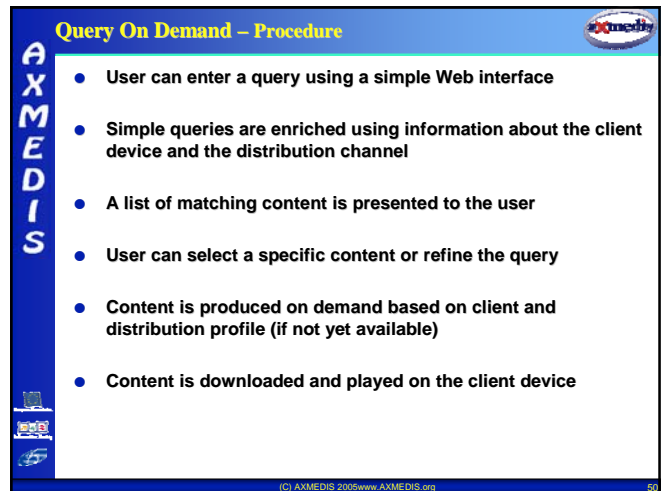 Query On Demand – Procedure
axmedis
AXMEDIS
● User can enter a query using a simple Web interface
● Simple queries are enriched using information about the client
device and the distribution channel
● A list of matching content is presented to the user
● User can select a specific content or refine the query
● Content is produced on demand based on client and
distribution profile (if not yet available)
● Content is downloaded and played on the client device
(C) AXMEDIS 2005www.AXMEDIS.org
50